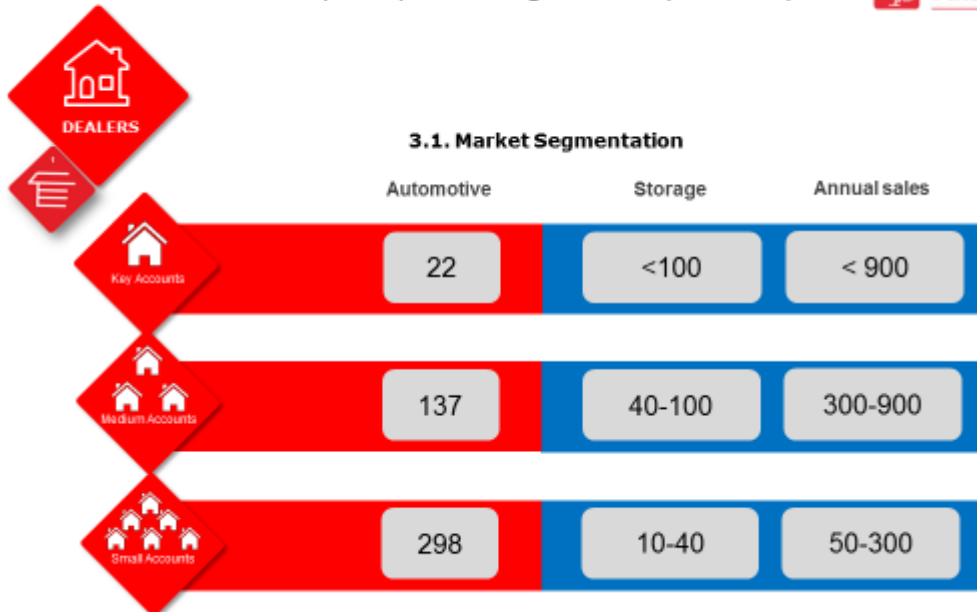 DEALERS
3.1. Market Segmentation
Automotive Storage Annual sales
Key Accounts
22 <100 < 900
Medium Accounts
137 40-100 300-900
Small Accounts
298 10-40 50-300